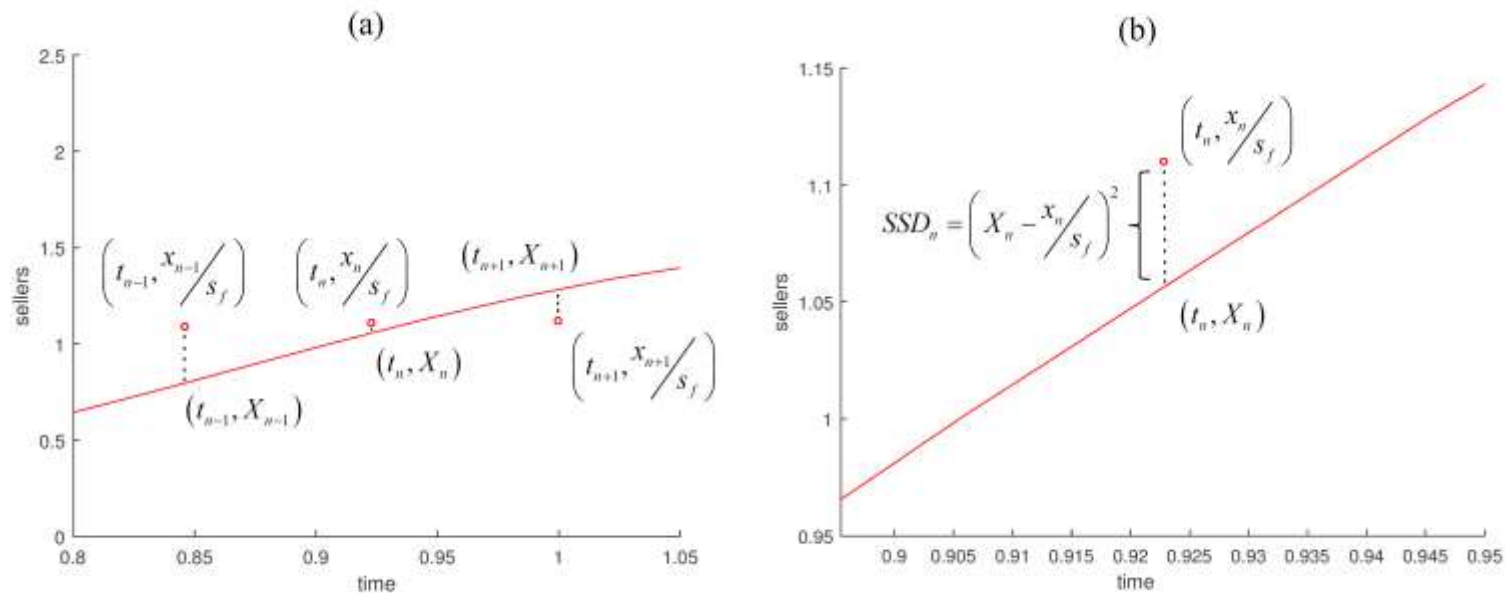 (a)
2.5
2
1.5
1
0.5
0
sellers
0.8 0.85 0.9 0.95 1 1.05
time
(t_{n-1}, x_{n-1}/s_f)
(t_n, x_n/s_f)
(t_{n+1}, X_{n+1})
(t_{n-1}, X_{n-1})
(t_n, X_n)
(t_{n+1}, x_{n+1}/s_f)
(b)
1.15
1.1
1.05
1
0.95
sellers
0.9 0.905 0.91 0.915 0.92 0.925 0.93 0.935 0.94 0.945 0.95
time
(t_n, x_n/s_f)
SSD_n = (X_n - x_n/s_f)^2
(t_n, X_n)